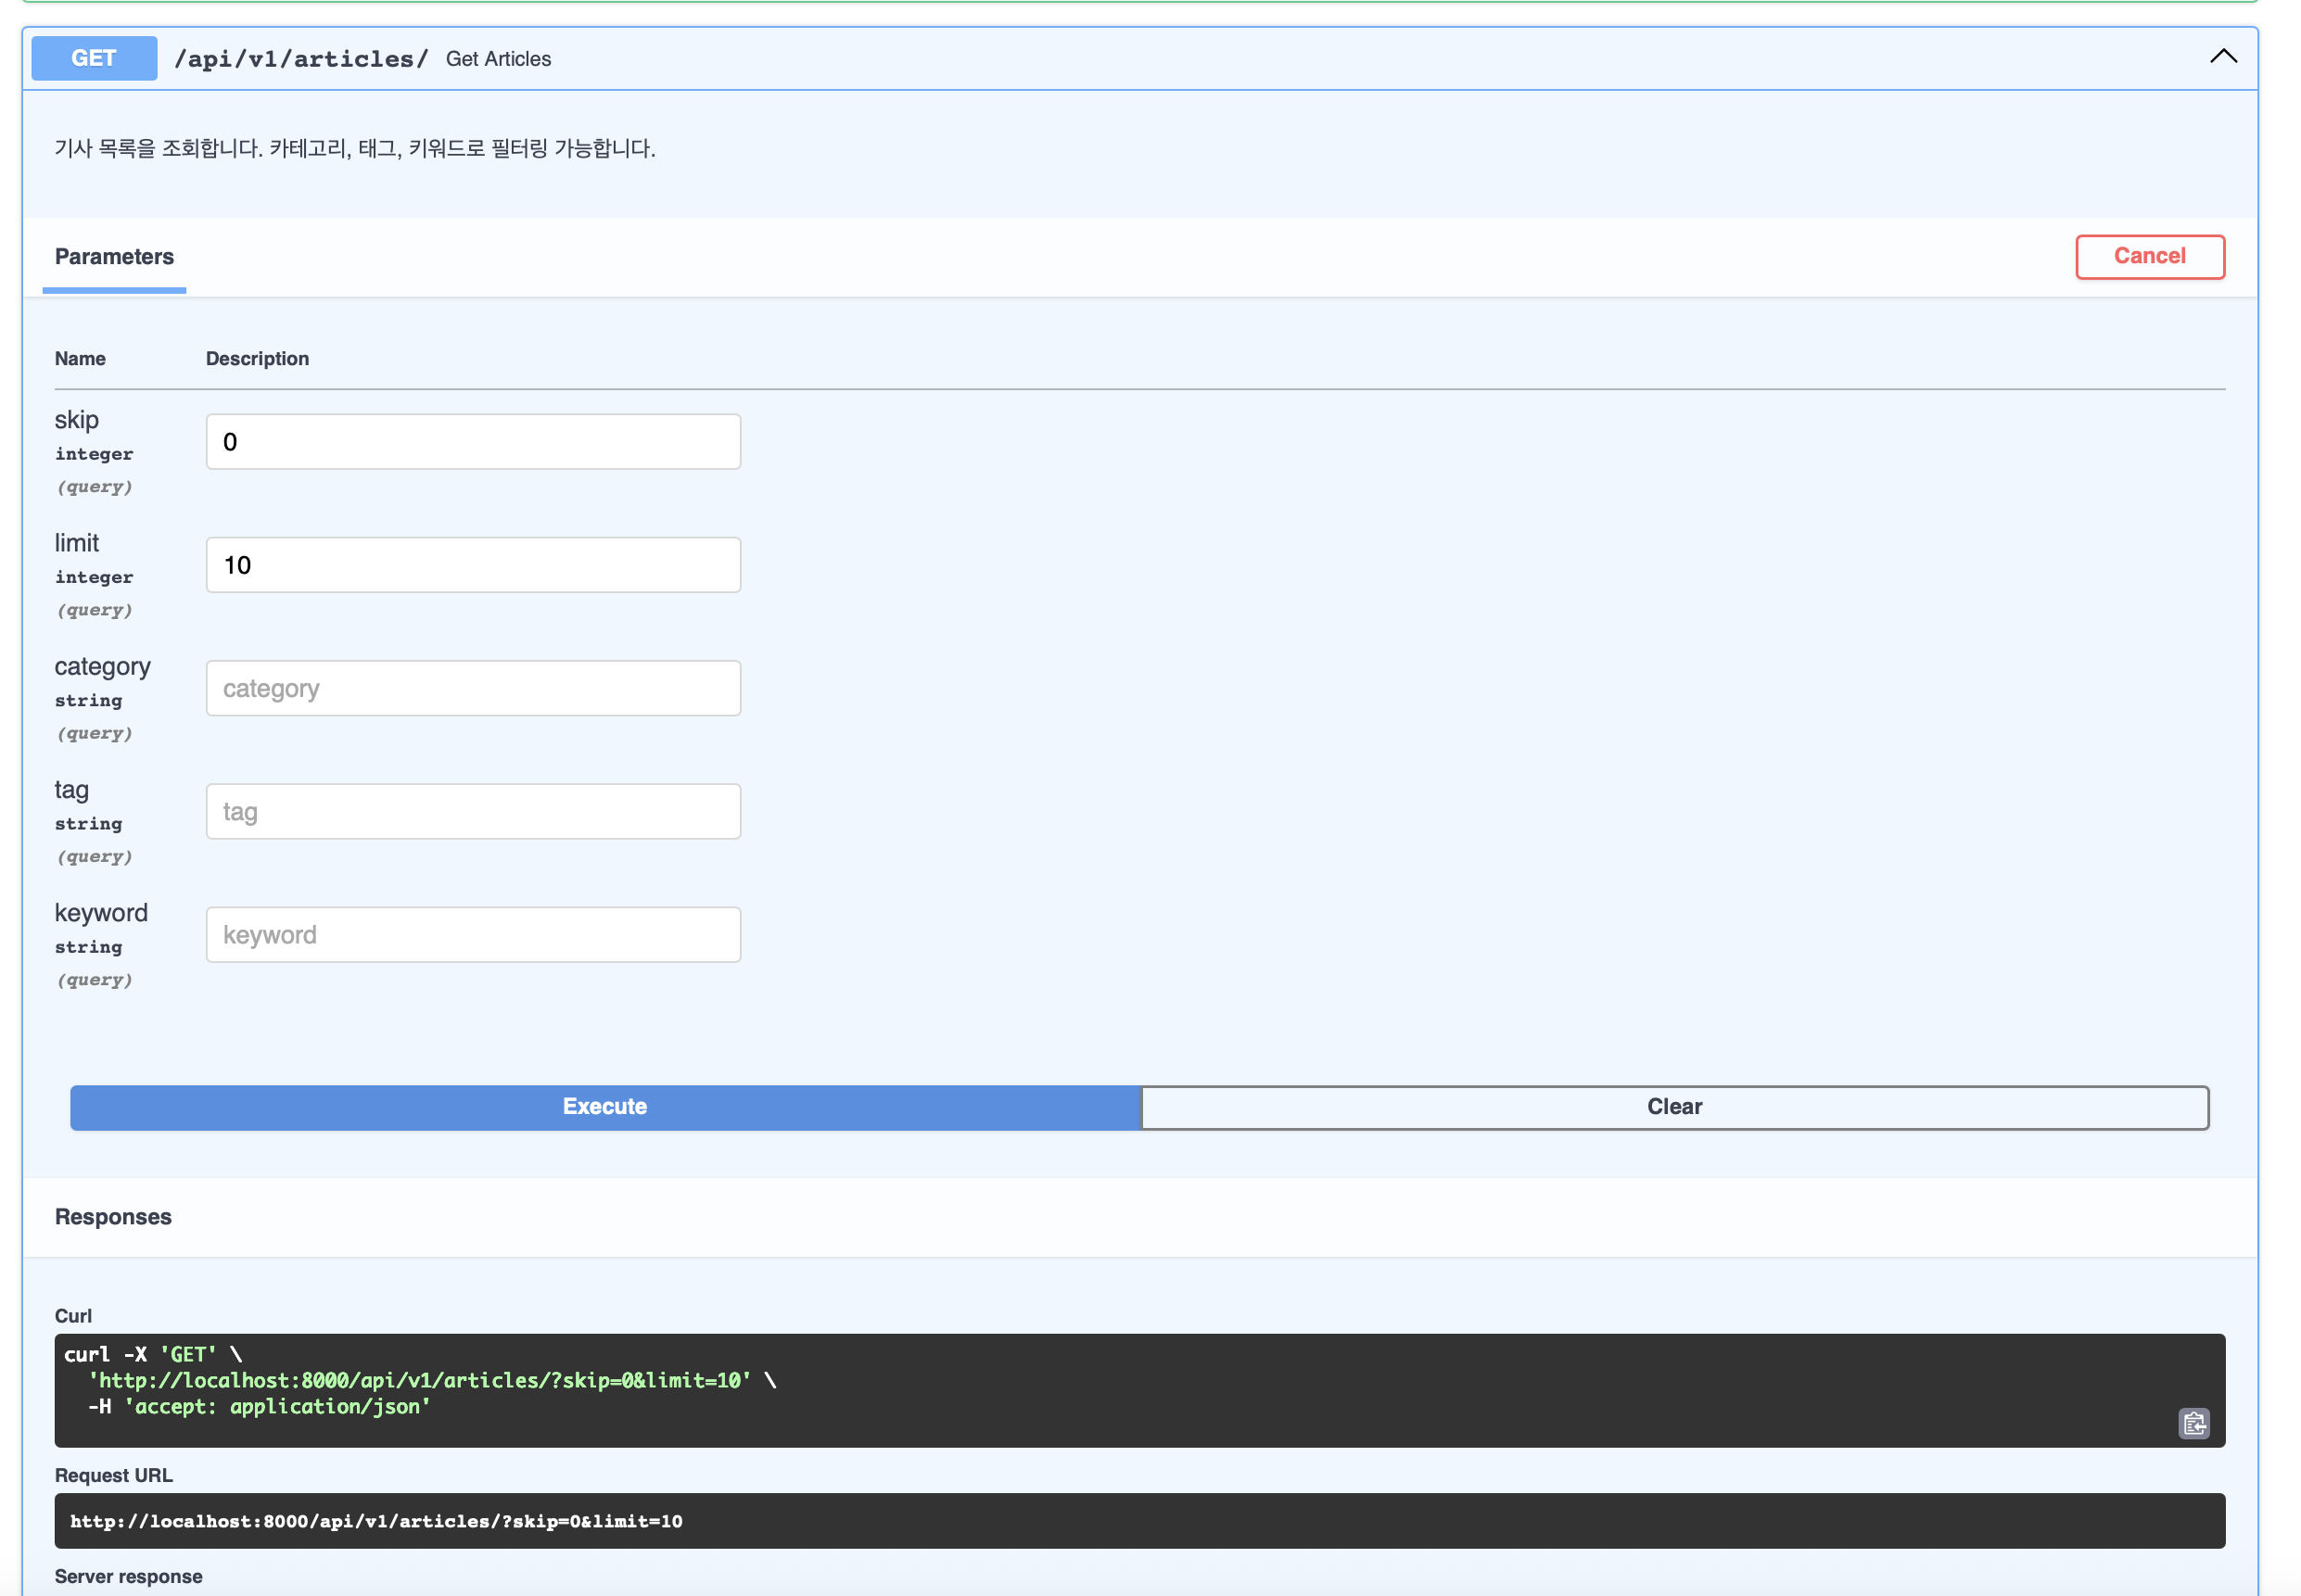 GET /api/v1/articles/ Get Articles
기사 목록을 조회합니다. 카테고리, 태그, 키워드로 필터링 가능합니다.
Parameters
Cancel
Name Description
skip
integer
(query)
0
limit
integer
(query)
10
category
string
(query)
category
tag
string
(query)
tag
keyword
string
(query)
keyword
Execute
Clear
Responses
Curl
curl -X 'GET' \
'http://localhost:8000/api/v1/articles/?skip=0&limit=10' \
-H 'accept: application/json'
Request URL
http://localhost:8000/api/v1/articles/?skip=0&limit=10
Server response